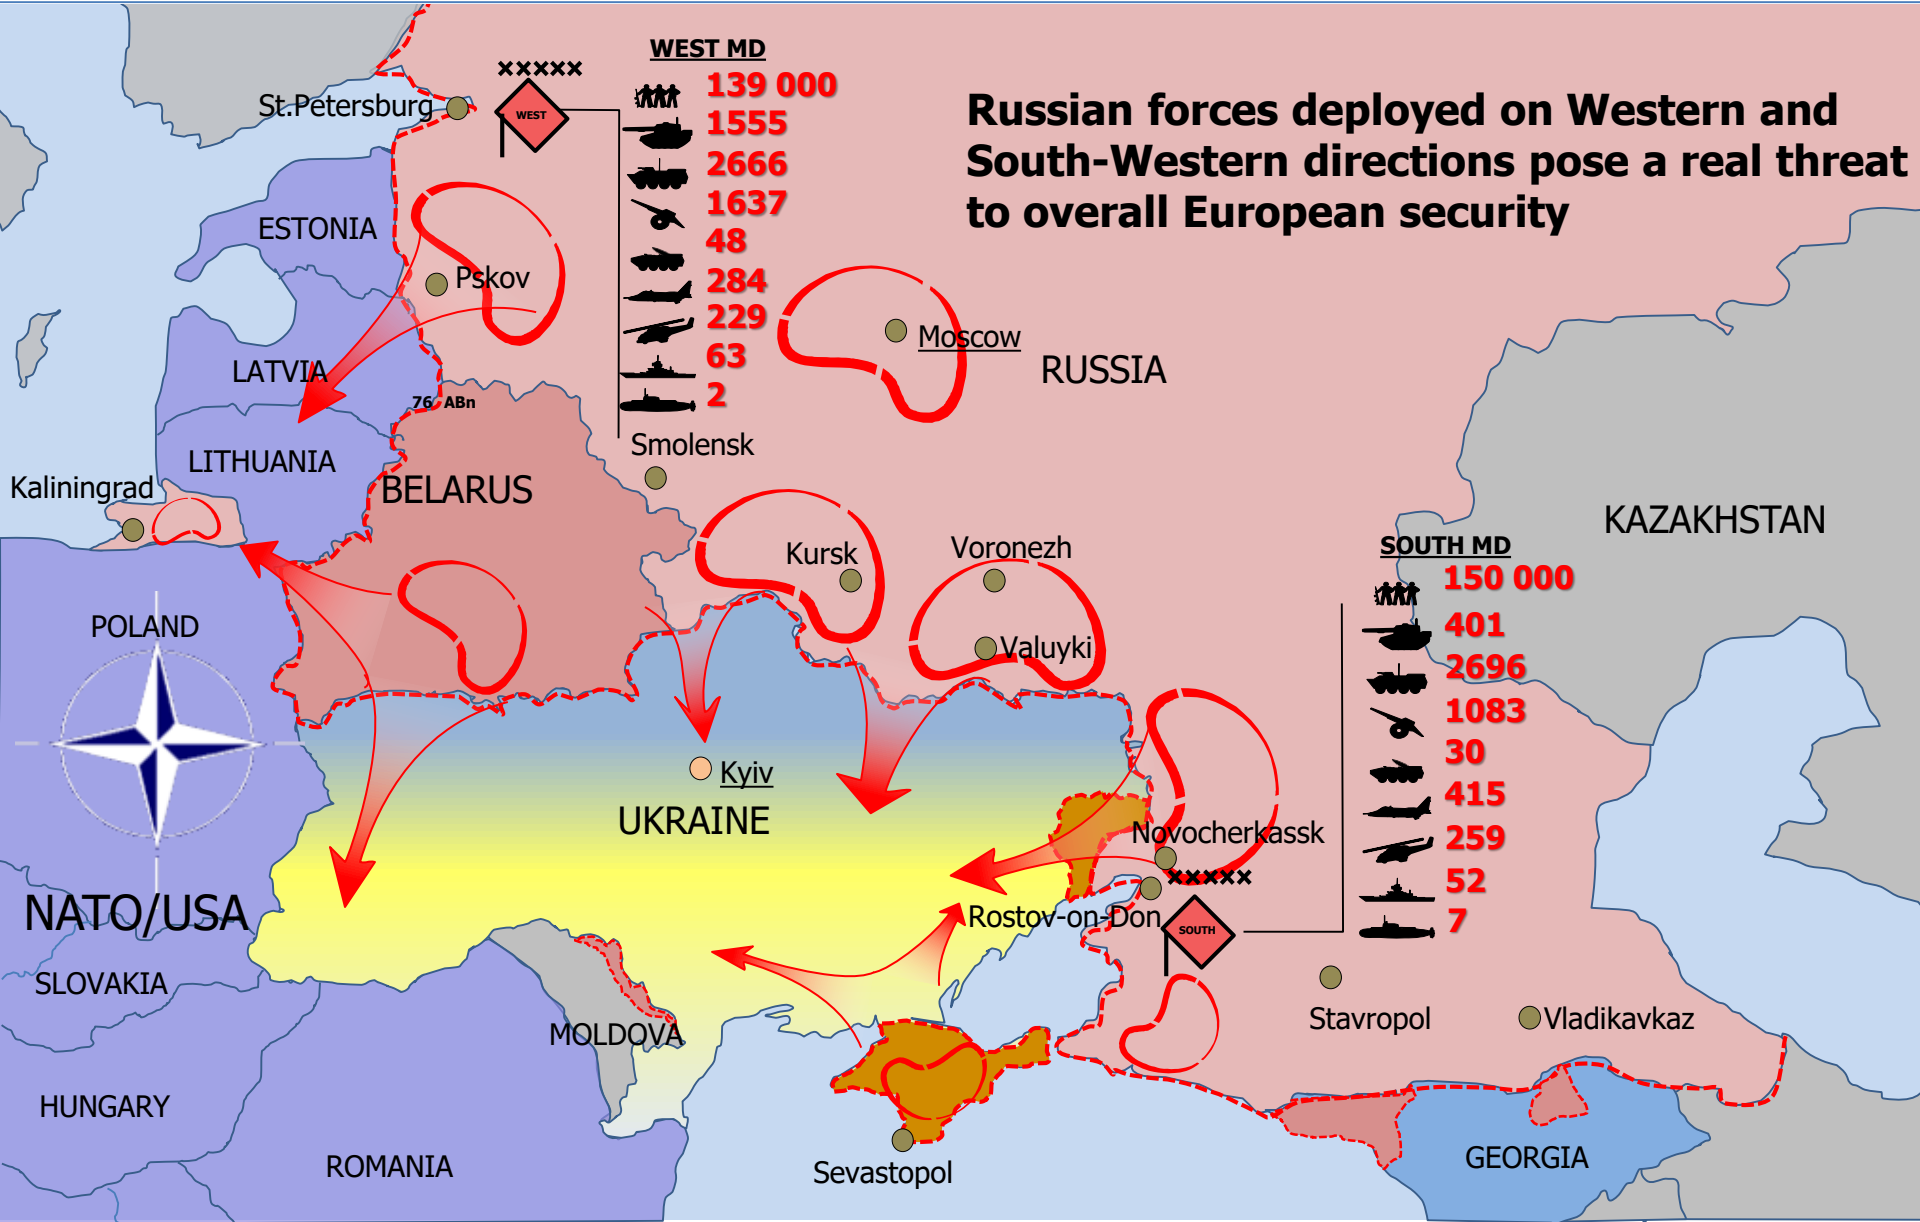 Russian forces deployed on Western and
South-Western directions pose a real threat
to overall European security
WEST MD
139 000
1555
2666
1637
48
284
229
63
2
WEST
St.Petersburg
ESTONIA
Pskov
Moscow
RUSSIA
LATVIA
76 ABn
Smolensk
LITHUANIA
BELARUS
Kaliningrad
KAZAKHSTAN
Kursk
Voronezh
Valuyki
POLAND
SOUTH MD
150 000
401
2696
1083
30
415
259
52
7
Kyiv
UKRAINE
Novocherkassk
Rostov-on-Don
SOUTH
NATO/USA
SLOVAKIA
MOLDOVA
Stavropol
Vladikavkaz
HUNGARY
ROMANIA
Sevastopol
GEORGIA